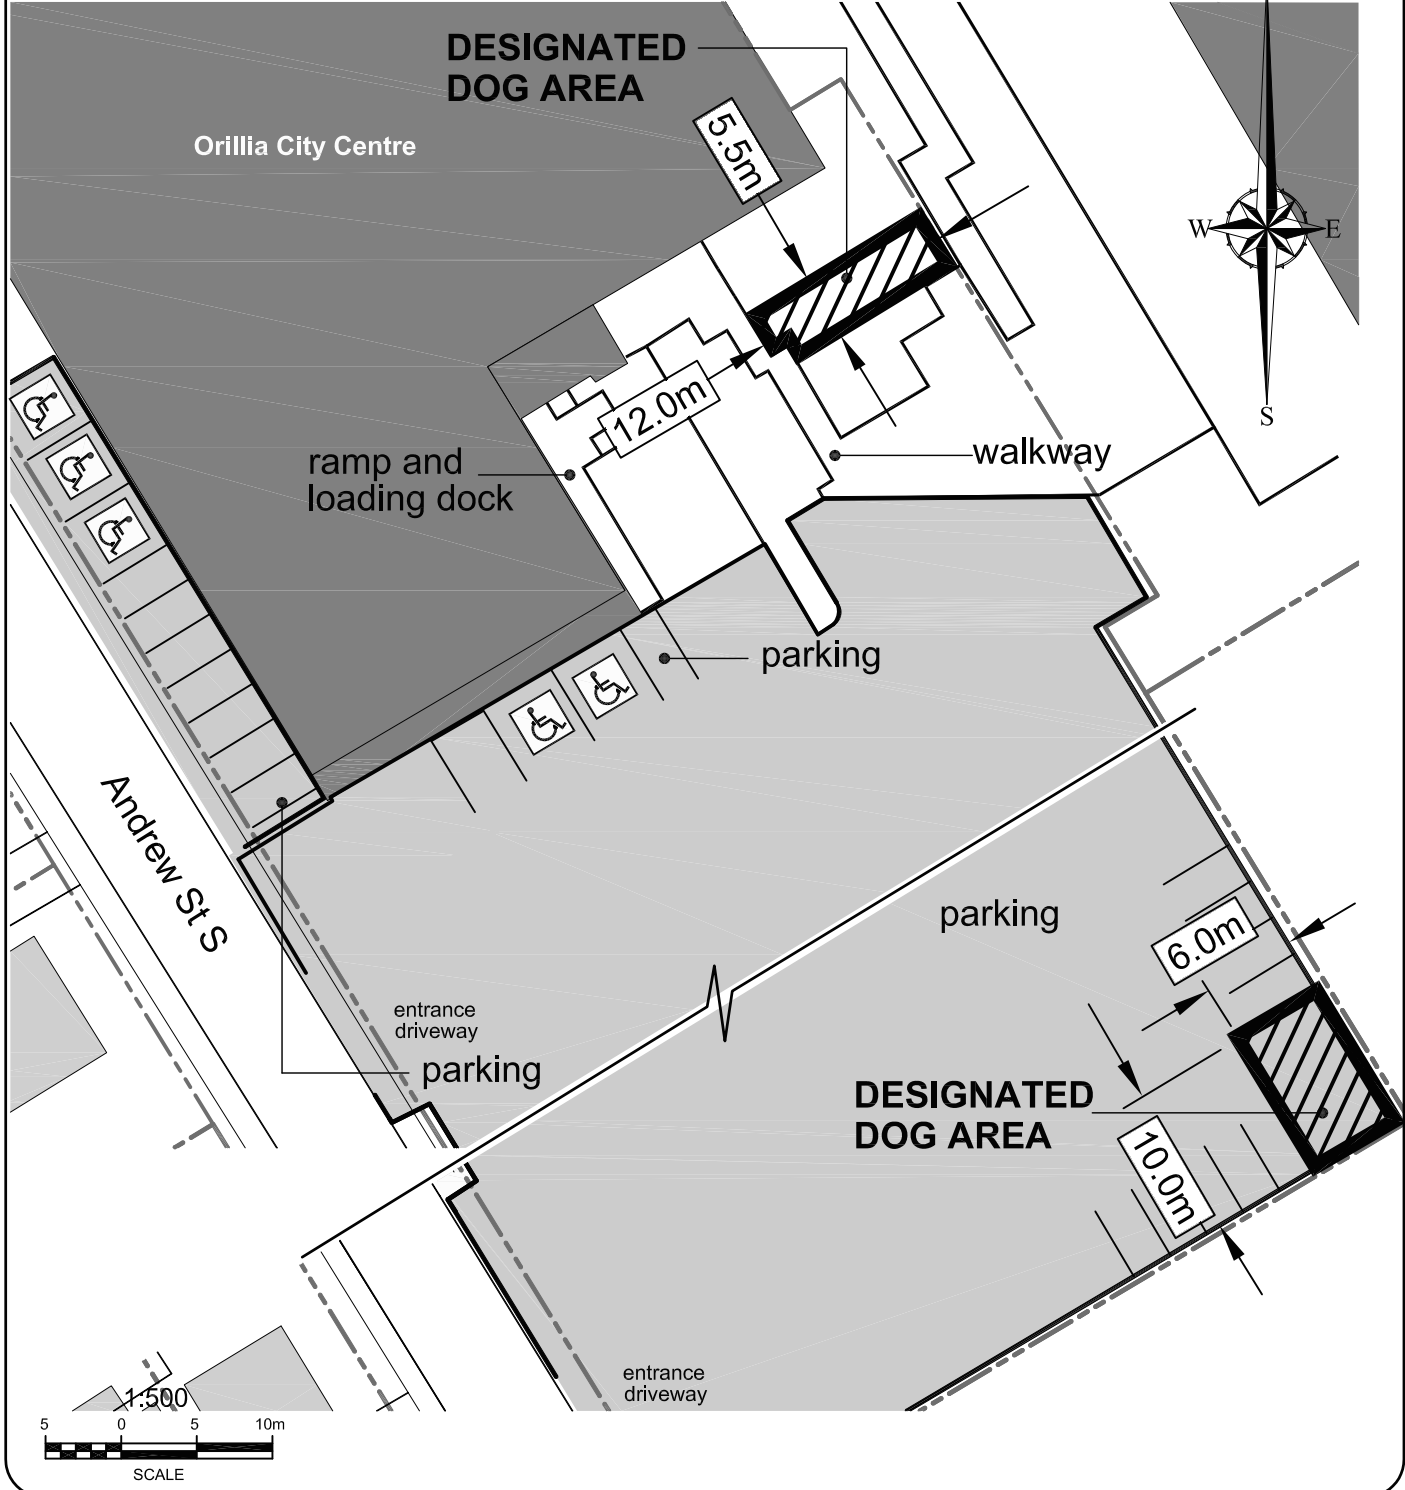 DESIGNATED
DOG AREA
Orillia City Centre
5.5m
W
E
S
12.0m
ramp and
loading dock
walkway
parking
Andrew St S
parking
6.0m
entrance
driveway
parking
DESIGNATED
DOG AREA
10.0m
entrance
driveway
1:500
5 0 5 10m
SCALE